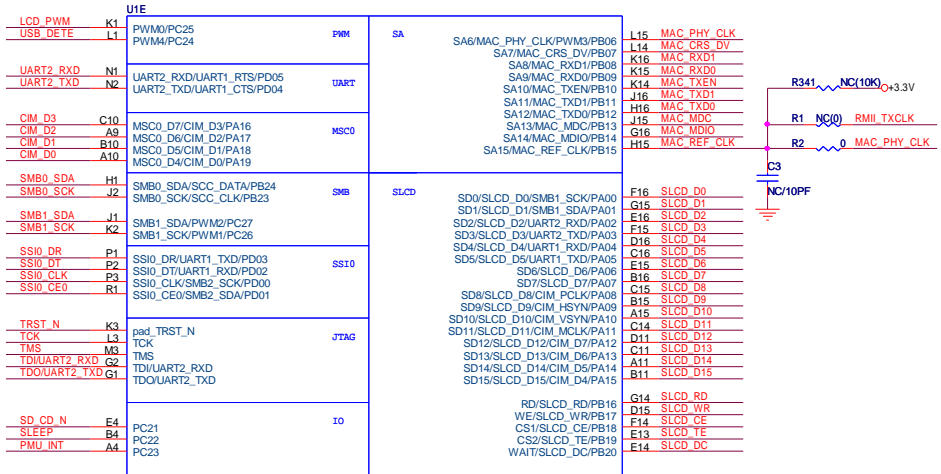 U1E
LCD_PWM K1 PWM0/PC25 PWM
USB_DETE L1 PWM4/PC24
UART2_RXD N1 UART2_RXD/UART1_RTS/PD05
UART2_TXD N2 UART2_TXD/UART1_CTS/PD04 UART
CIM_D3 C10 MSC0_D7/CIM_D3/PA16 MSC0
CIM_D2 A9 MSC0_D6/CIM_D2/PA17
CIM_D1 B10 MSC0_D5/CIM_D1/PA18
CIM_D0 A10 MSC0_D4/CIM_D0/PA19
SMB0_SDA H1 SMB0_SDA/SCC_DATA/PB24 SMB
SMB0_SCK J2 SMB0_SCK/SCC_CLK/PB23
SMB1_SDA J1 SMB1_SDA/PWM2/PC27
SMB1_SCK K2 SMB1_SCK/PWM1/PC26
SSI0_DR P1 SSI0_DR/UART1_TXD/PD03
SSI0_DT P2 SSI0_DT/UART1_RXD/PD02 SSI0
SSI0_CLK P3 SSI0_CLK/SMB2_SCK/PD00
SSI0_CE0 R1 SSI0_CE0/SMB2_SDA/PD01
TRST_N K3 pad_TRST_N JTAG
TCK L3 TCK
TMS M3 TMS
TDI/UART2_RXD G2 TDI/UART2_RXD
TDO/UART2_TXD G1 TDO/UART2_TXD
IO
SD_CD_N E4 PC21
SLEEP B4 PC22
PMU_INT A4 PC23
SA
SA6/MAC_PHY_CLK/PWM3/PB06 L15 MAC_PHY_CLK
SA7/MAC_CRS_DV/PB07 L14 MAC_CRS_DV
SA8/MAC_RXD1/PB08 K16 MAC_RXD1
SA9/MAC_RXD0/PB09 K15 MAC_RXD0
SA10/MAC_TXEN/PB10 K14 MAC_TXEN
SA11/MAC_TXD1/PB11 J16 MAC_TXD1
SA12/MAC_TXD0/PB12 H16 MAC_TXD0
SA13/MAC_MDC/PB13 J15 MAC_MDC
SA14/MAC_MDIO/PB14 G16 MAC_MDIO
SA15/MAC_REF_CLK/PB15 H15 MAC_REF_CLK
SLCD
SD0/SLCD_D0/SMB1_SCK/PA00 F16 SLCD_D0
SD1/SLCD_D1/SMB1_SDA/PA01 G15 SLCD_D1
SD2/SLCD_D2/UART2_RXD/PA02 E16 SLCD_D2
SD3/SLCD_D3/UART2_TXD/PA03 F15 SLCD_D3
SD4/SLCD_D4/UART1_RXD/PA04 D16 SLCD_D4
SD5/SLCD_D5/UART1_TXD/PA05 C16 SLCD_D5
SD6/SLCD_D6/PA06 E15 SLCD_D6
SD7/SLCD_D7/PA07 B16 SLCD_D7
SD8/SLCD_D8/CIM_PCLK/PA08 C15 SLCD_D8
SD9/SLCD_D9/CIM_HSYN/PA09 B15 SLCD_D9
SD10/SLCD_D10/CIM_VSYN/PA10 A15 SLCD_D10
SD11/SLCD_D11/CIM_MCLK/PA11 C14 SLCD_D11
SD12/SLCD_D12/CIM_D7/PA12 D11 SLCD_D12
SD13/SLCD_D13/CIM_D6/PA13 C11 SLCD_D13
SD14/SLCD_D14/CIM_D5/PA14 A11 SLCD_D14
SD15/SLCD_D15/CIM_D4/PA15 B11 SLCD_D15
RD/SLCD_RD/PB16 G14 SLCD_RD
WE/SLCD_WR/PB17 D15 SLCD_WR
CS1/SLCD_CE/PB18 F14 SLCD_CE
CS2/SLCD_TE/PB19 E13 SLCD_TE
WAIT/SLCD_DC/PB20 E14 SLCD_DC
R341 NC(10K) +3.3V
R1 NC(0) RMII_TXCLK
R2 0 MAC_PHY_CLK
C3
NC/10PF